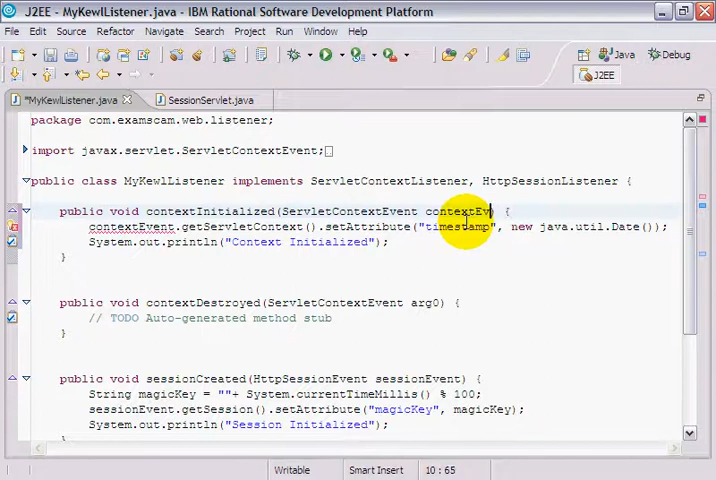 J2EE - MyKewlListener.java - IBM Rational Software Development Platform
File Edit Source Refactor Navigate Search Project Run Window Help
Java Debug
J2EE
*MyKewlListener.java SessionServlet.java
package com.examscam.web.listener;
import javax.servlet.ServletContextEvent;
public class MyKewlListener implements ServletContextListener, HttpSessionListener {
public void contextInitialized(ServletContextEvent contextEv) {
contextEvent.getServletContext().setAttribute("timestamp", new java.util.Date());
System.out.println("Context Initialized");
}
public void contextDestroyed(ServletContextEvent arg0) {
// TODO Auto-generated method stub
}
public void sessionCreated(HttpSessionEvent sessionEvent) {
String magicKey = ""+ System.currentTimeMillis() % 100;
sessionEvent.getSession().setAttribute("magicKey", magicKey);
System.out.println("Session Initialized");
}
Writable Smart Insert 10 : 65